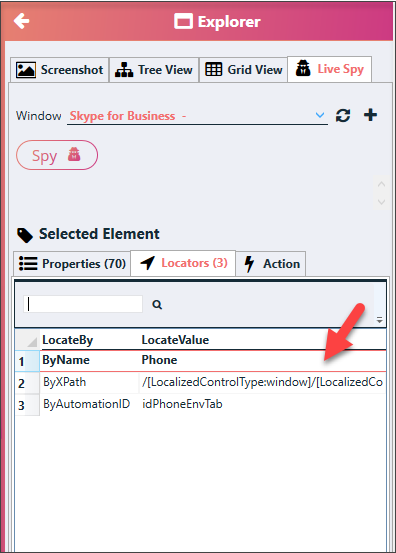 Explorer
Screenshot Tree View Grid View Live Spy
Window Skype for Business -
Spy
Selected Element
Properties (70) Locators (3) Action
LocateBy LocateValue
1 ByName Phone
2 ByXPath /[LocalizedControlType:window]/[LocalizedCo
3 ByAutomationID idPhoneEnvTab